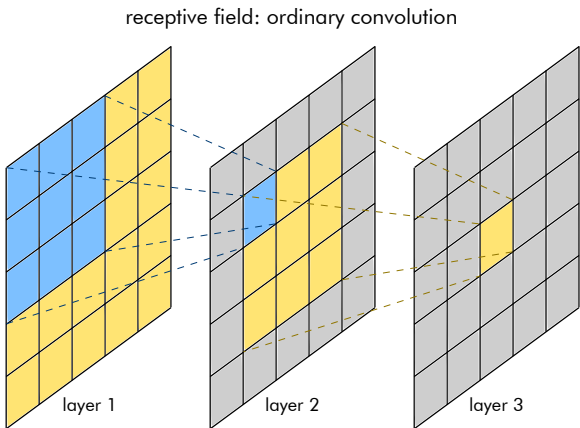 receptive field: ordinary convolution
layer 1
layer 2
layer 3